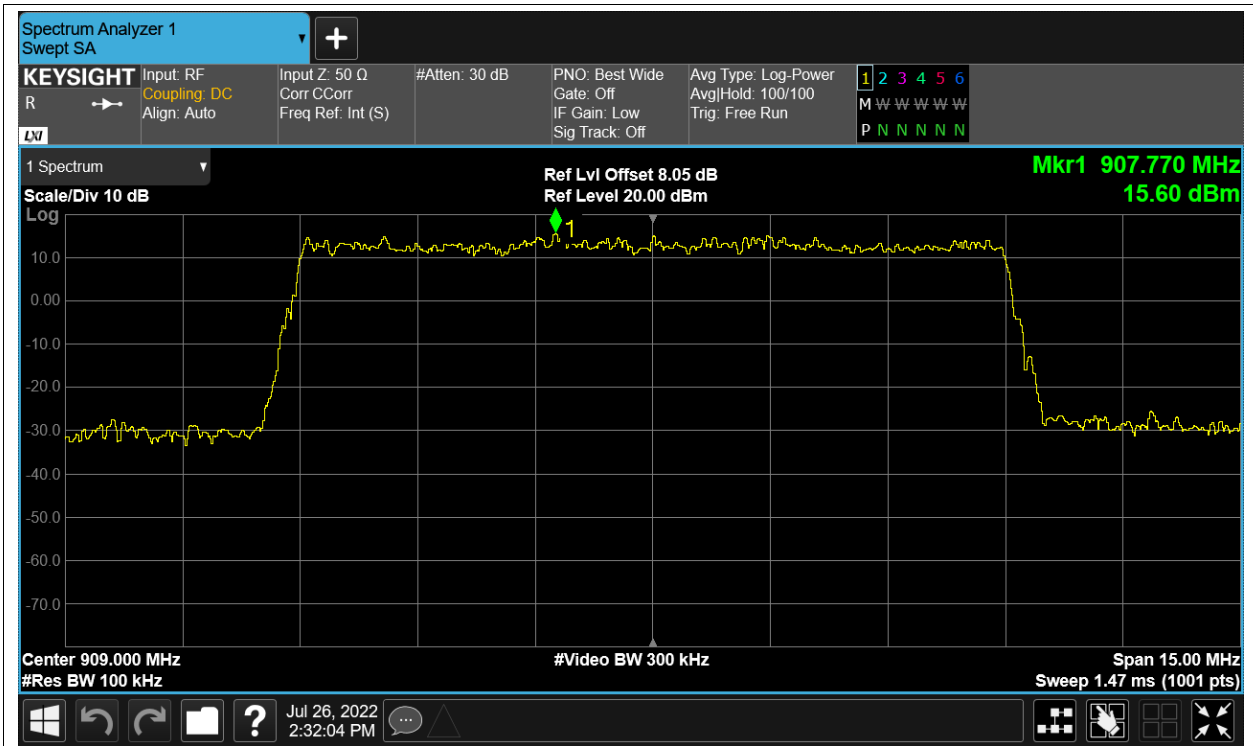 Spectrum Analyzer 1
Swept SA
KEYSIGHT
R
LXI
Input: RF
Coupling: DC
Align: Auto
Input Z: 50 Ω
Corr CCorr
Freq Ref: Int (S)
#Atten: 30 dB
PNO: Best Wide
Gate: Off
IF Gain: Low
Sig Track: Off
Avg Type: Log-Power
Avg|Hold: 100/100
Trig: Free Run
1 2 3 4 5 6
M W W W W W
P N N N N N
1 Spectrum
Scale/Div 10 dB
Log
Ref Lvl Offset 8.05 dB
Ref Level 20.00 dBm
Mkr1 907.770 MHz
15.60 dBm
1
10.0
0.00
-10.0
-20.0
-30.0
-40.0
-50.0
-60.0
-70.0
Center 909.000 MHz
#Res BW 100 kHz
#Video BW 300 kHz
Span 15.00 MHz
Sweep 1.47 ms (1001 pts)
?
Jul 26, 2022
2:32:04 PM